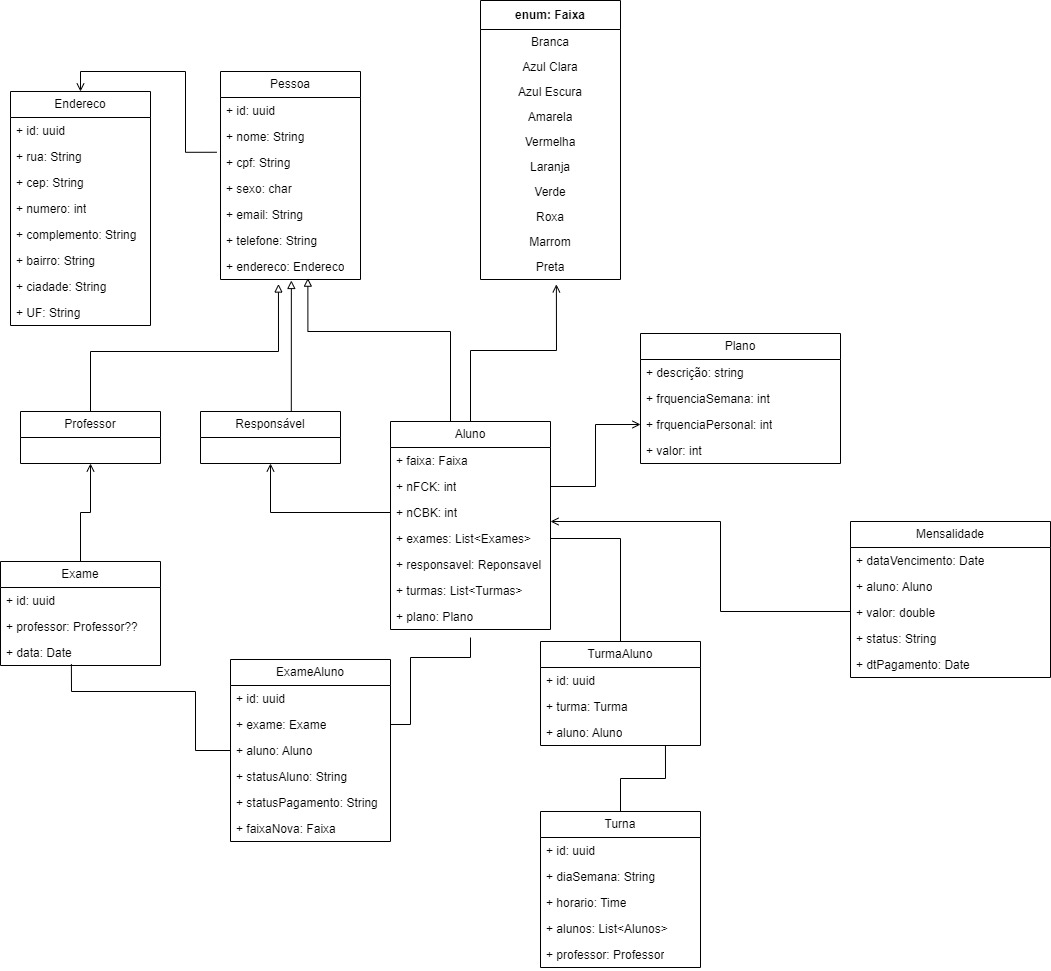 enum: Faixa
Branca
Azul Clara
Azul Escura
Amarela
Vermelha
Laranja
Verde
Roxa
Marrom
Preta
Endereco
+ id: uuid
+ rua: String
+ cep: String
+ numero: int
+ complemento: String
+ bairro: String
+ ciadade: String
+ UF: String
Pessoa
+ id: uuid
+ nome: String
+ cpf: String
+ sexo: char
+ email: String
+ telefone: String
+ endereco: Endereco
Plano
+ descrição: string
+ frquenciaSemana: int
+ frquenciaPersonal: int
+ valor: int
Professor
Responsável
Aluno
+ faixa: Faixa
+ nFCK: int
+ nCBK: int
+ exames: List<Exames>
+ responsavel: Reponsavel
+ turmas: List<Turmas>
+ plano: Plano
Mensalidade
+ dataVencimento: Date
+ aluno: Aluno
+ valor: double
+ status: String
+ dtPagamento: Date
Exame
+ id: uuid
+ professor: Professor??
+ data: Date
ExameAluno
+ id: uuid
+ exame: Exame
+ aluno: Aluno
+ statusAluno: String
+ statusPagamento: String
+ faixaNova: Faixa
TurmaAluno
+ id: uuid
+ turma: Turma
+ aluno: Aluno
Turna
+ id: uuid
+ diaSemana: String
+ horario: Time
+ alunos: List<Alunos>
+ professor: Professor